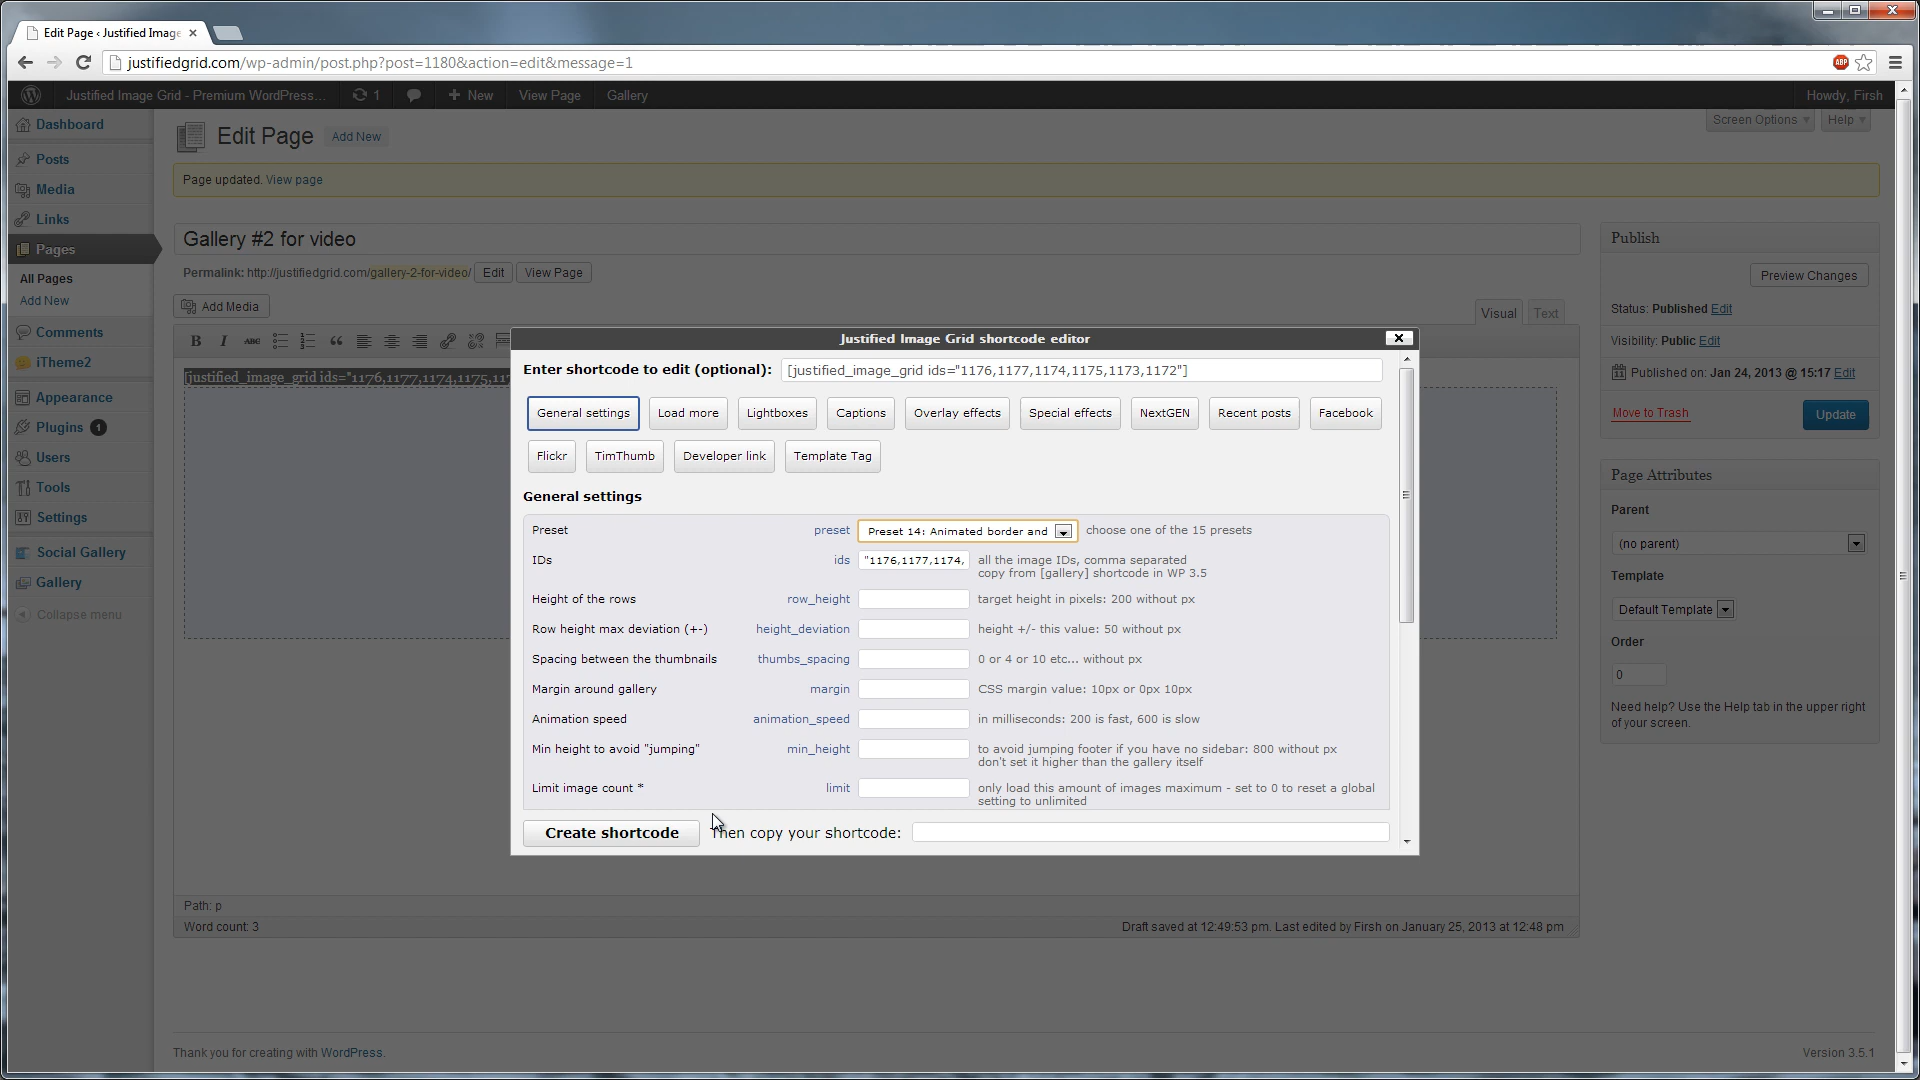 Edit Page ‹ Justified Image
justifiedgrid.com/wp-admin/post.php?post=1180&action=edit&message=1
ABP
Justified Image Grid - Premium WordPress...
1
New
View Page
Gallery
Howdy, Firsh
Dashboard
Posts
Media
Links
Pages
All Pages
Add New
Comments
iTheme2
Appearance
Plugins 1
Users
Tools
Settings
Social Gallery
Gallery
Collapse menu
Edit Page Add New
Screen Options
Help
Page updated. View page
Gallery #2 for video
Permalink: http://justifiedgrid.com/gallery-2-for-video/ Edit View Page
Add Media
Visual Text
B I ABC
[justified_image_grid ids="1176,1177,1174,1175,117
Justified Image Grid shortcode editor
Enter shortcode to edit (optional): [justified_image_grid ids="1176,1177,1174,1175,1173,1172"]
General settings Load more Lightboxes Captions Overlay effects Special effects NextGEN Recent posts Facebook
Flickr TimThumb Developer link Template Tag
General settings
Preset preset Preset 14: Animated border and choose one of the 15 presets
IDs ids "1176,1177,1174, all the image IDs, comma separated
copy from [gallery] shortcode in WP 3.5
Height of the rows row_height target height in pixels: 200 without px
Row height max deviation (+-) height_deviation height +/- this value: 50 without px
Spacing between the thumbnails thumbs_spacing 0 or 4 or 10 etc... without px
Margin around gallery margin CSS margin value: 10px or 0px 10px
Animation speed animation_speed in milliseconds: 200 is fast, 600 is slow
Min height to avoid "jumping" min_height to avoid jumping footer if you have no sidebar: 800 without px
don't set it higher than the gallery itself
Limit image count * limit only load this amount of images maximum - set to 0 to reset a global
setting to unlimited
Create shortcode Then copy your shortcode:
Path: p
Word count: 3
Draft saved at 12:49:53 pm. Last edited by Firsh on January 25, 2013 at 12:48 pm
Publish
Preview Changes
Status: Published Edit
Visibility: Public Edit
Published on: Jan 24, 2013 @ 15:17 Edit
Move to Trash
Update
Page Attributes
Parent
(no parent)
Template
Default Template
Order
0
Need help? Use the Help tab in the upper right
of your screen.
Thank you for creating with WordPress.
Version 3.5.1